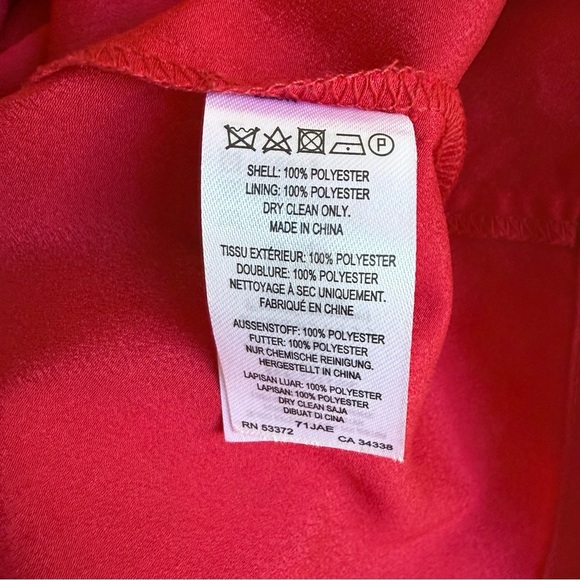 P
SHELL: 100% POLYESTER
LINING: 100% POLYESTER
DRY CLEAN ONLY.
MADE IN CHINA
TISSU EXTÉRIEUR: 100% POLYESTER
DOUBLURE: 100% POLYESTER
NETTOYAGE À SEC UNIQUEMENT.
FABRIQUÉ EN CHINE
AUSSENSTOFF: 100% POLYESTER
FUTTER: 100% POLYESTER
NUR CHEMISCHE REINIGUNG.
HERGESTELLT IN CHINA
LAPISAN LUAR: 100% POLYESTER
LAPISAN: 100% POLYESTER
DRY CLEAN SAJA
DIBUAT DI CINA
RN 53372 71JAE CA 34338